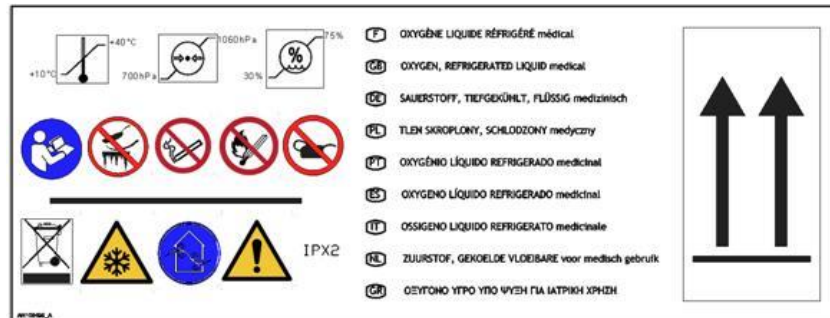 +40°C
+10°C
1060hPa
700hPa
75%
%
30%
IPX2
F OXYGÈNE LIQUIDE RÉFRIGÉRÉ médical
GB OXYGEN, REFRIGERATED LIQUID medical
DE SAUERSTOFF, TIEFGEKÜHLT, FLÜSSIG medizinisch
PL TLEN SKROPLONY, SCHLODZONY medyczny
PT OXYGÉNIO LÍQUIDO REFRIGERADO medicinal
ES OXYGENO LÍQUIDO REFRIGERADO medicinal
IT OSSIGENO LIQUIDO REFRIGERATO medicinale
NL ZUURSTOF, GEKOELDE VLOEIBARE voor medisch gebruik
GR ΟΞΥΓΟΝΟ ΥΓΡΟ ΥΠΟ ΨΥΞΗ ΓΙΑ ΙΑΤΡΙΚΗ ΧΡΗΣΗ